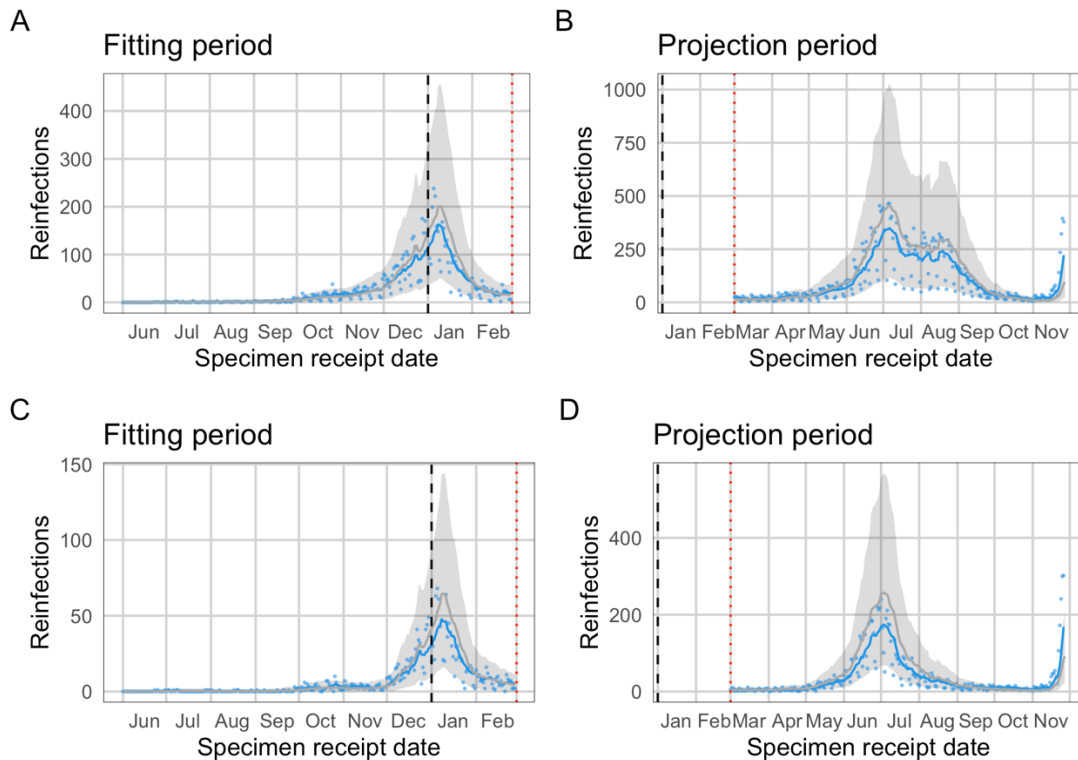 A
Fitting period
Reinfections
400
300
200
100
0
Jun Jul Aug Sep Oct Nov Dec Jan Feb
Specimen receipt date
B
Projection period
Reinfections
1000
750
500
250
0
Jan Feb Mar Apr May Jun Jul Aug Sep Oct Nov
Specimen receipt date
C
Fitting period
Reinfections
150
100
50
0
Jun Jul Aug Sep Oct Nov Dec Jan Feb
Specimen receipt date
D
Projection period
Reinfections
400
200
0
Jan Feb Mar Apr May Jun Jul Aug Sep Oct Nov
Specimen receipt date